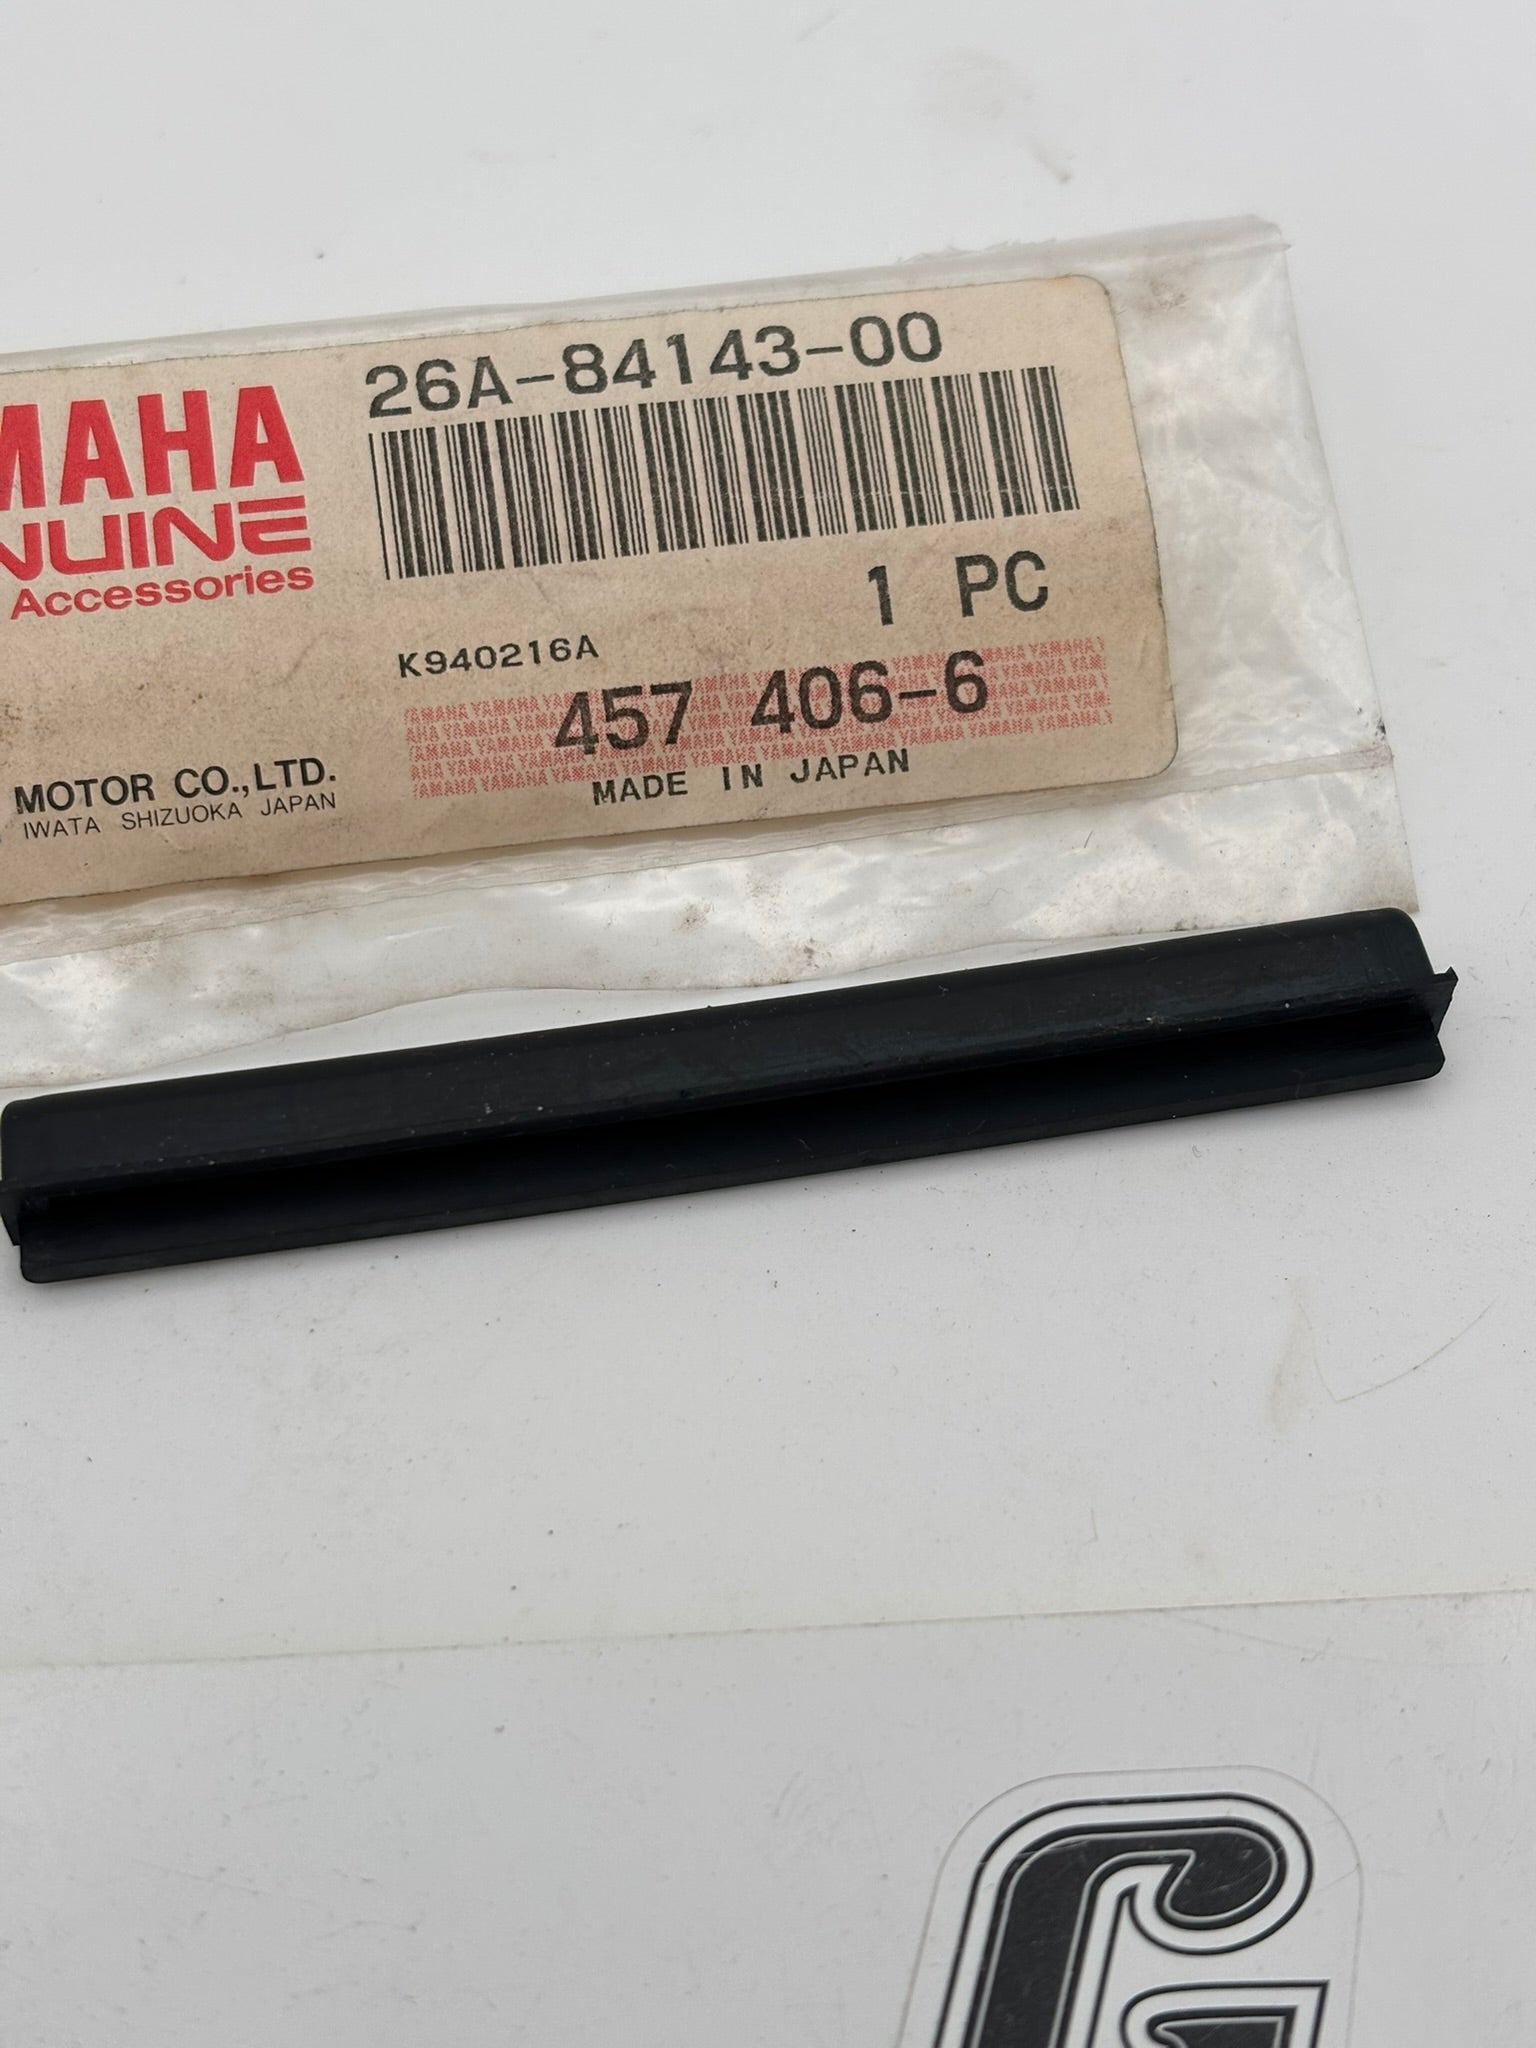 26A-84143-00
MAHA
NUINE
Accessories
1 PC
K940216A
457 406-6
MADE IN JAPAN
MOTOR CO.,LTD.
IWATA SHIZUOKA JAPAN